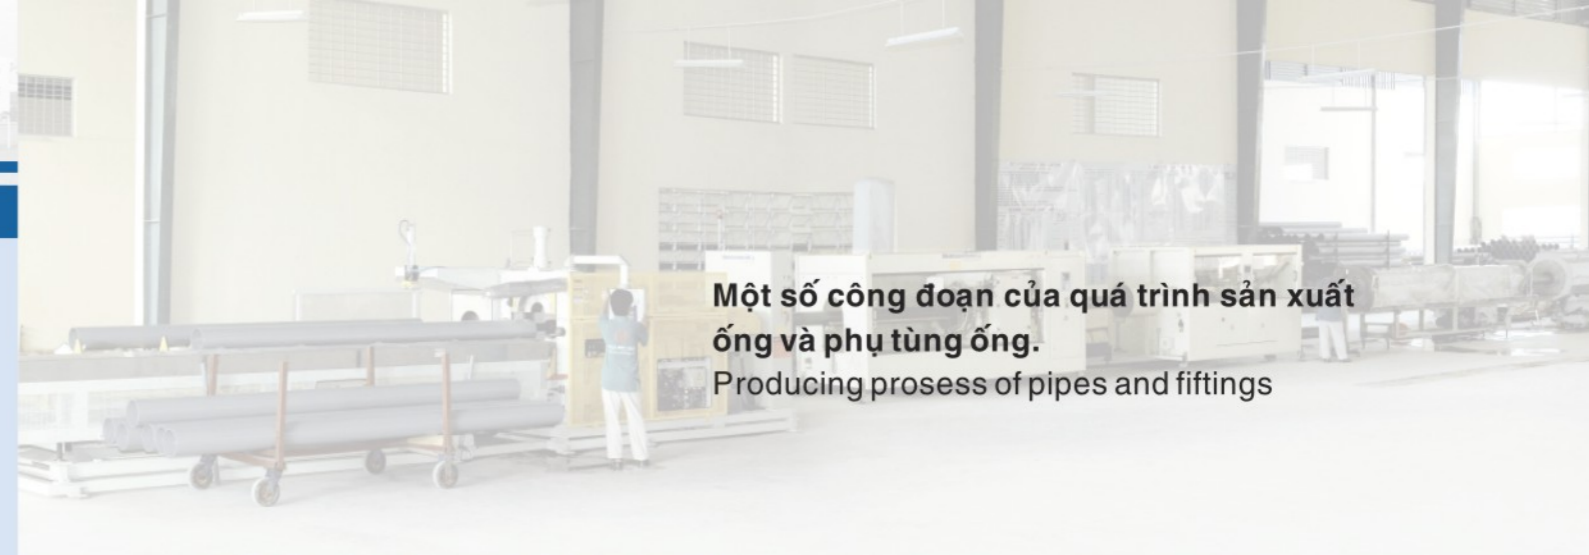 Một số công đoạn của quá trình sản xuất
ống và phụ tùng ống.
Producing prosess of pipes and fiftings